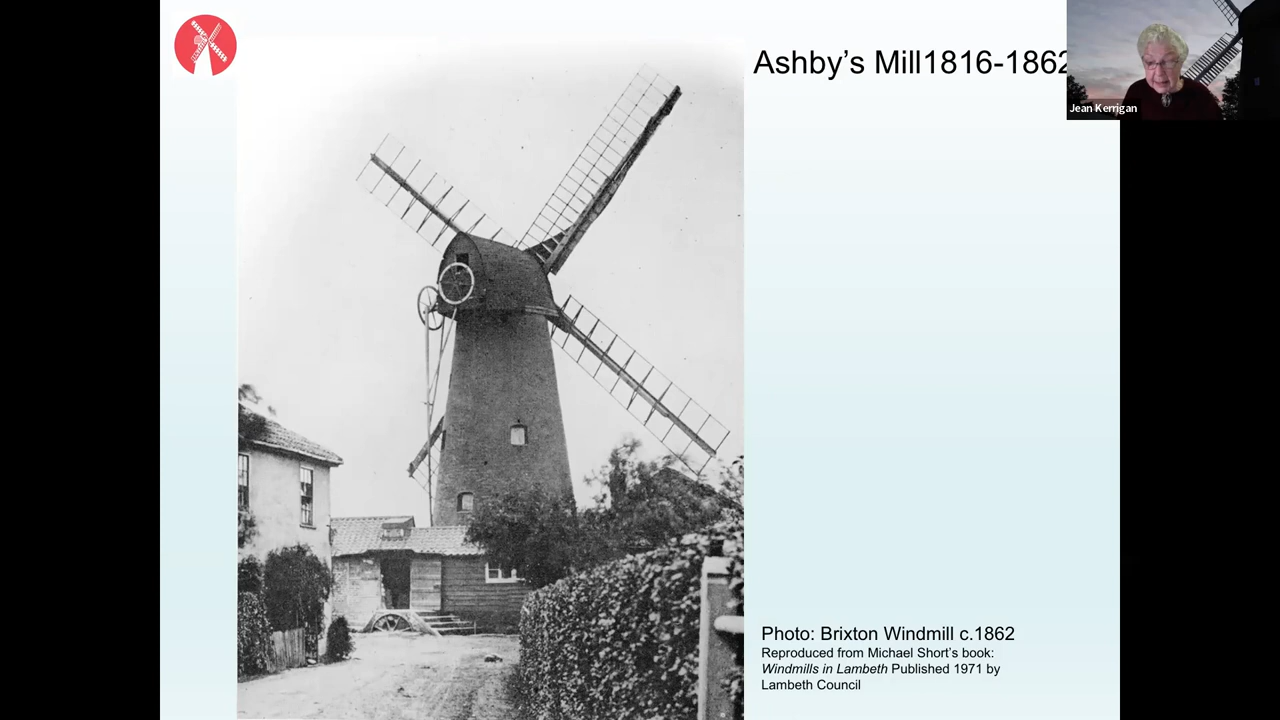 Ashby's Mill1816-1862
Jean Kerrigan
Photo: Brixton Windmill c.1862
Reproduced from Michael Short's book:
Windmills in Lambeth Published 1971 by
Lambeth Council